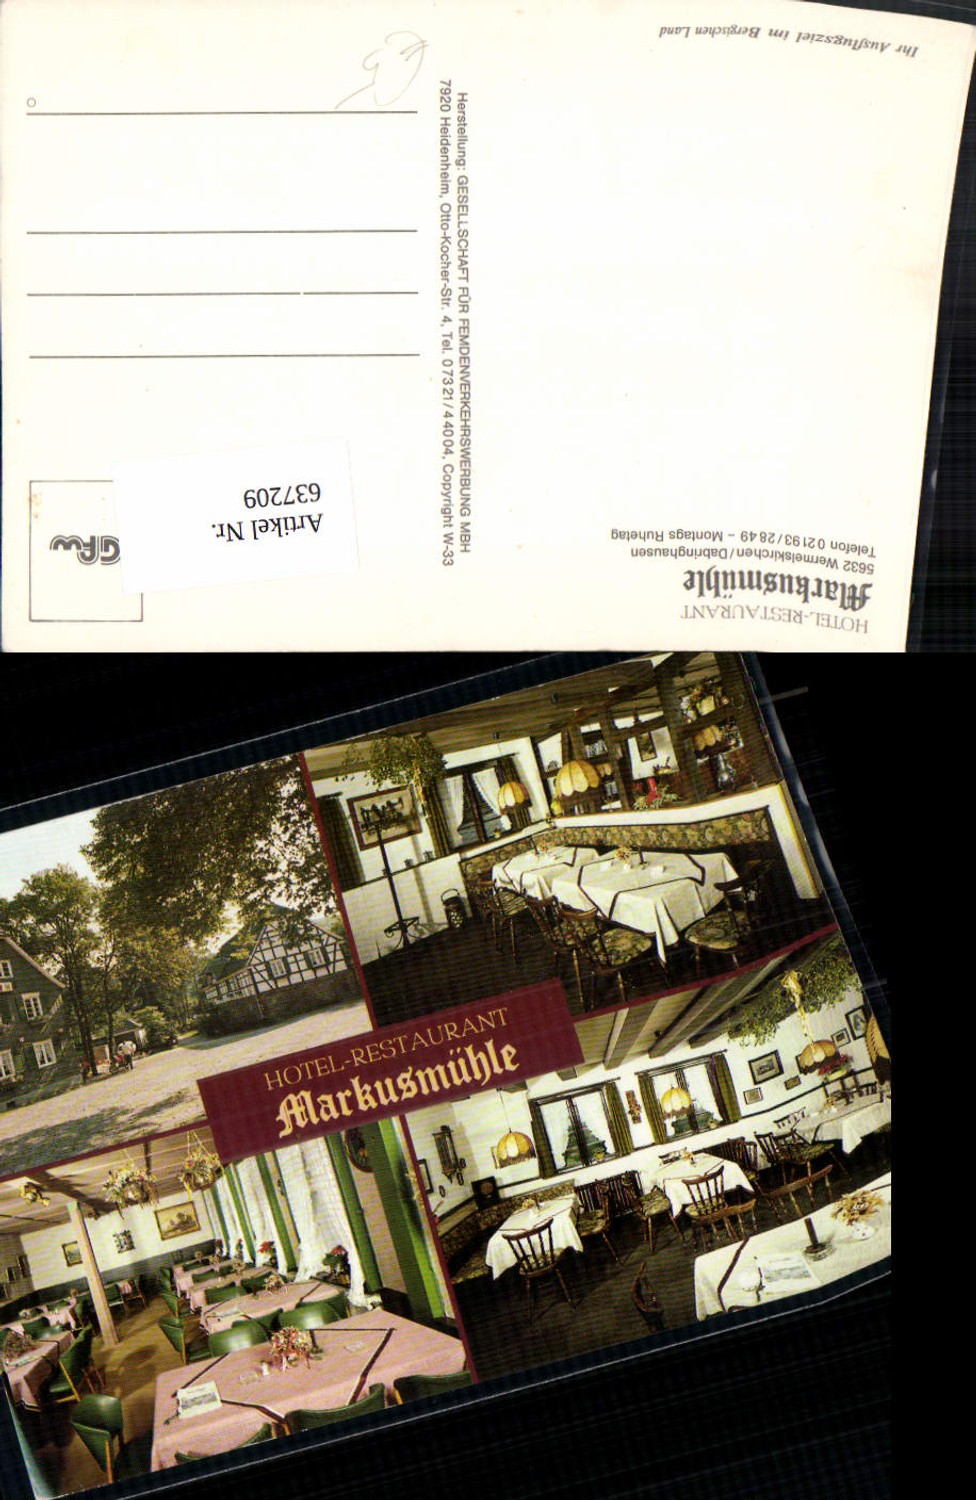 HOTEL-RESTAURANT
Markusmühle
5632 Wermelskirchen/Dabringhausen
Telefon 02193/2849 – Montags Ruhetag
Ihr Ausflugsziel im Bergischen Land
Herstellung: GESELLSCHAFT FÜR FEMDENVERKEHRSWERBUNG MBH
7920 Heidenheim, Otto-Kocher-Str. 4, Tel. 07321/44004, Copyright W-33
GFW
Artikel Nr.
637209
HOTEL-RESTAURANT
Markusmühle